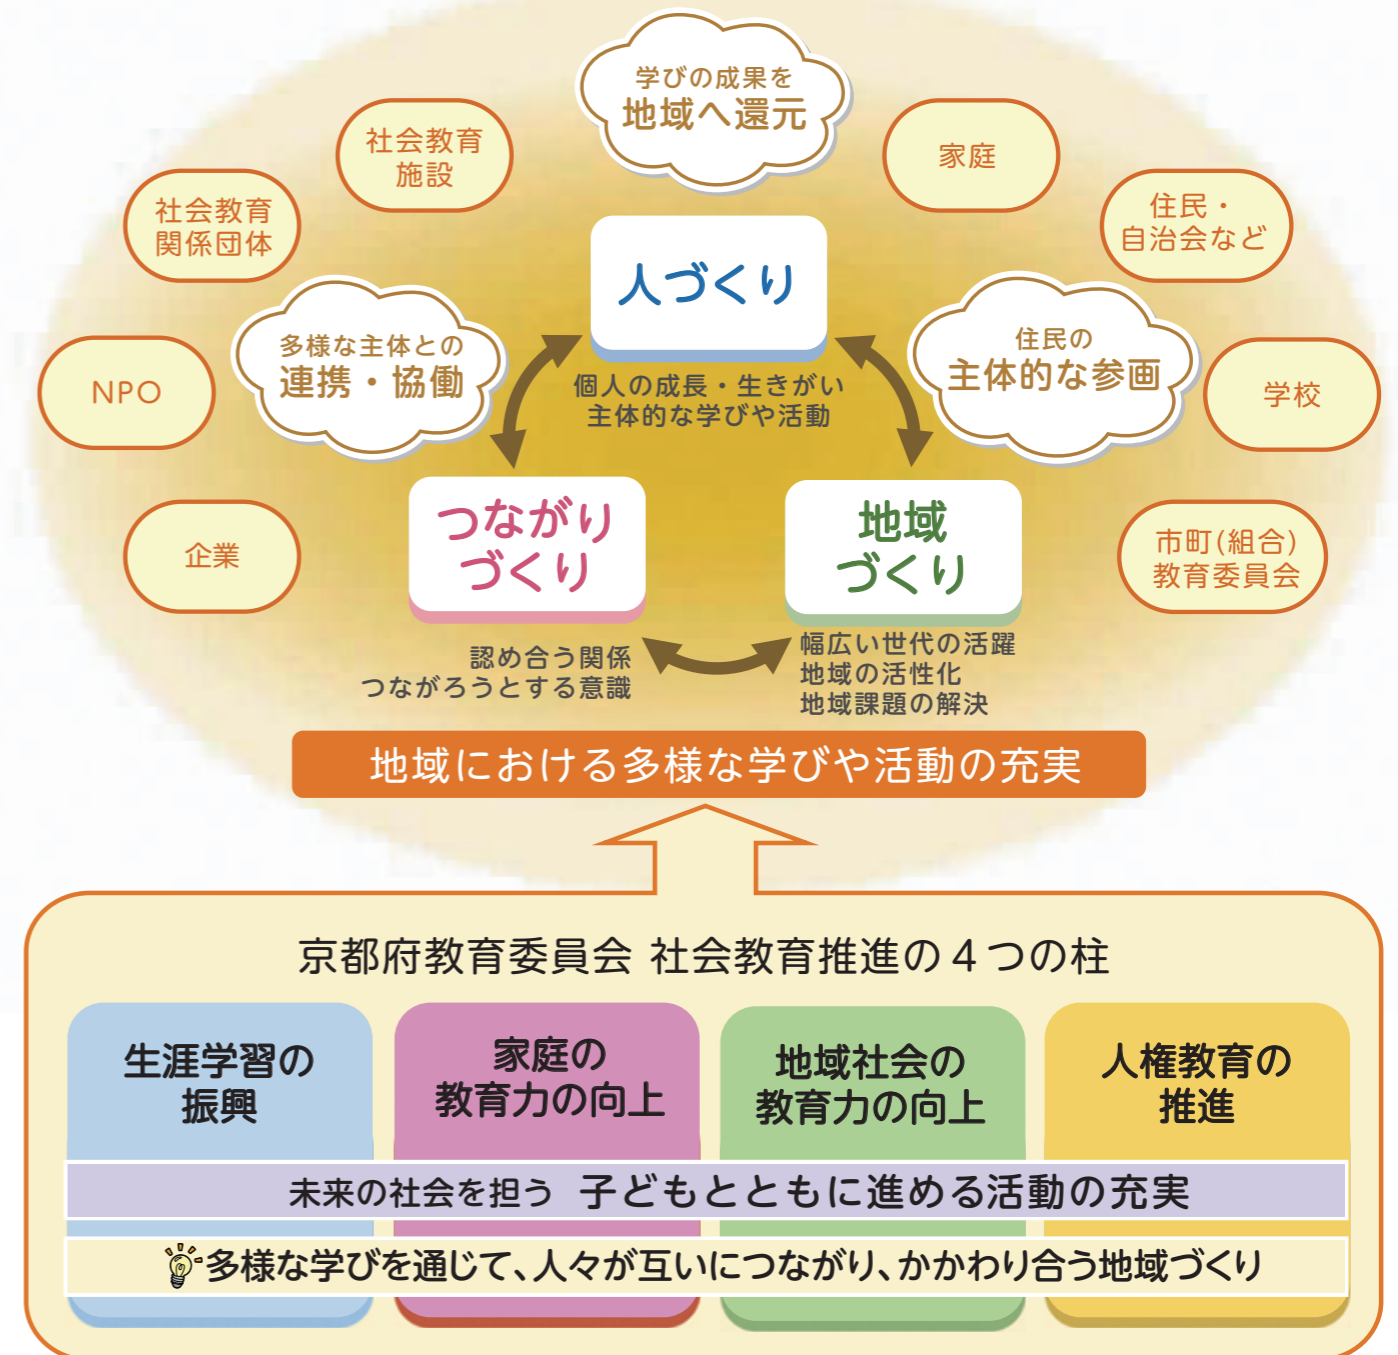 学びの成果を
地域へ還元
社会教育
施設
家庭
社会教育
関係団体
住民・
自治会など
人づくり
多様な主体との
連携・協働
住民の
主体的な参画
NPO
個人の成長・生きがい
主体的な学びや活動
学校
つながり
づくり
地域
づくり
企業
市町(組合)
教育委員会
認め合う関係
つながろうとする意識
幅広い世代の活躍
地域の活性化
地域課題の解決
地域における多様な学びや活動の充実
京都府教育委員会 社会教育推進の4つの柱
生涯学習の
振興
家庭の
教育力の向上
地域社会の
教育力の向上
人権教育の
推進
未来の社会を担う 子どもとともに進める活動の充実
多様な学びを通じて、人々が互いにつながり、かかわり合う地域づくり